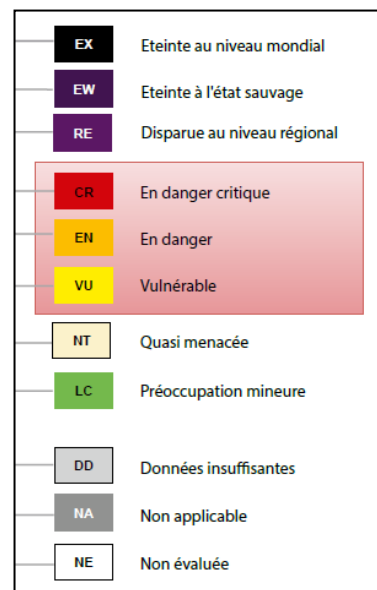 EX Eteinte au niveau mondial
EW Eteinte à l'état sauvage
RE Disparue au niveau régional
CR En danger critique
EN En danger
VU Vulnérable
NT Quasi menacée
LC Préoccupation mineure
DD Données insuffisantes
NA Non applicable
NE Non évaluée